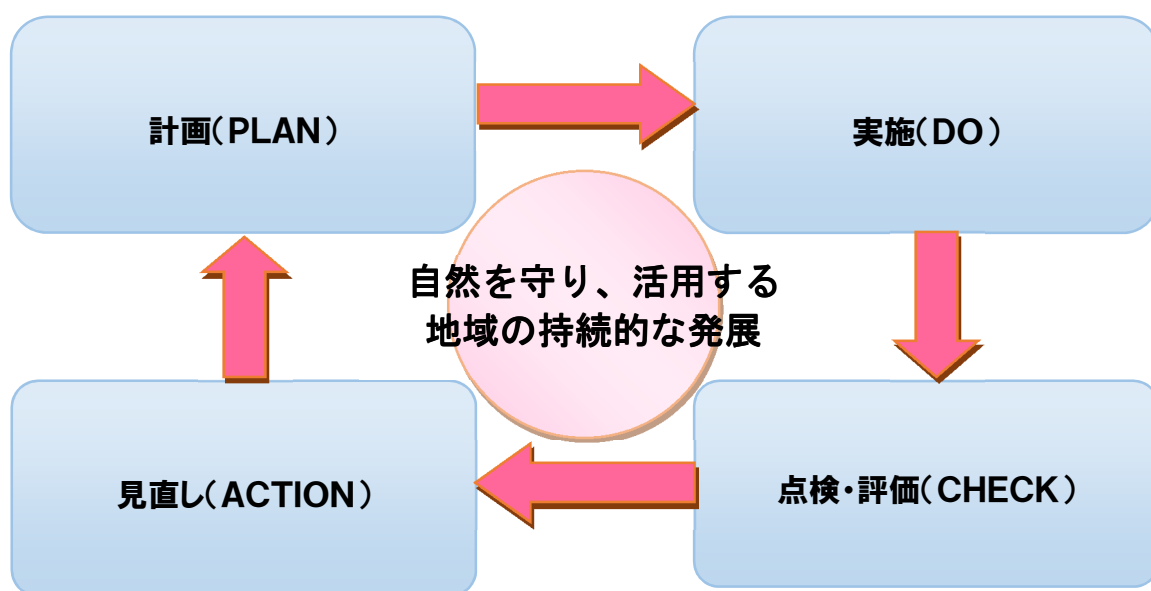 計画（PLAN）
実施（DO）
自然を守り、活用する
地域の持続的な発展
見直し（ACTION）
点検・評価（CHECK）